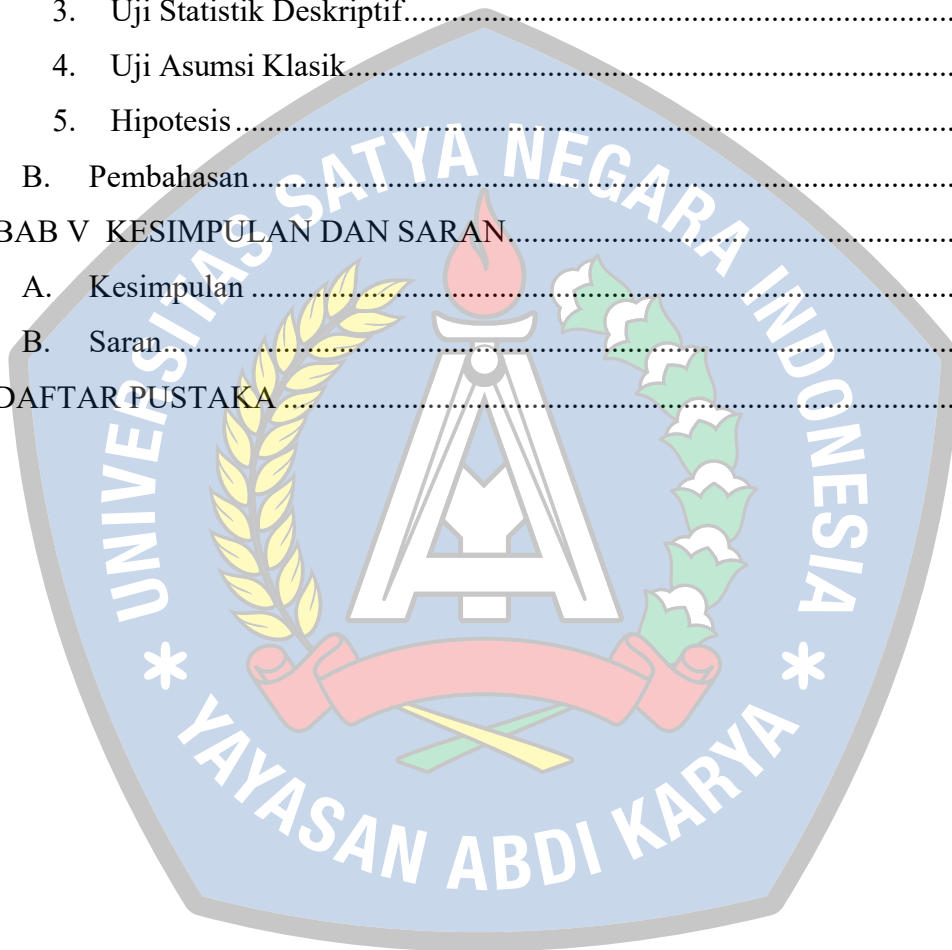 3. Uji Statistik Deskriptif........................................................
4. Uji Asumsi Klasik...............................................................
5. Hipotesis............................................................................
B. Pembahasan..........................................................................
BAB V KESIMPULAN DAN SARAN.................................................
A. Kesimpulan..........................................................................
B. Saran....................................................................................
DAFTAR PUSTAKA.......................................................................
UNIVERSITAS SATYA NEGARA INDONESIA
* YAYASAN ABDI KARYA *